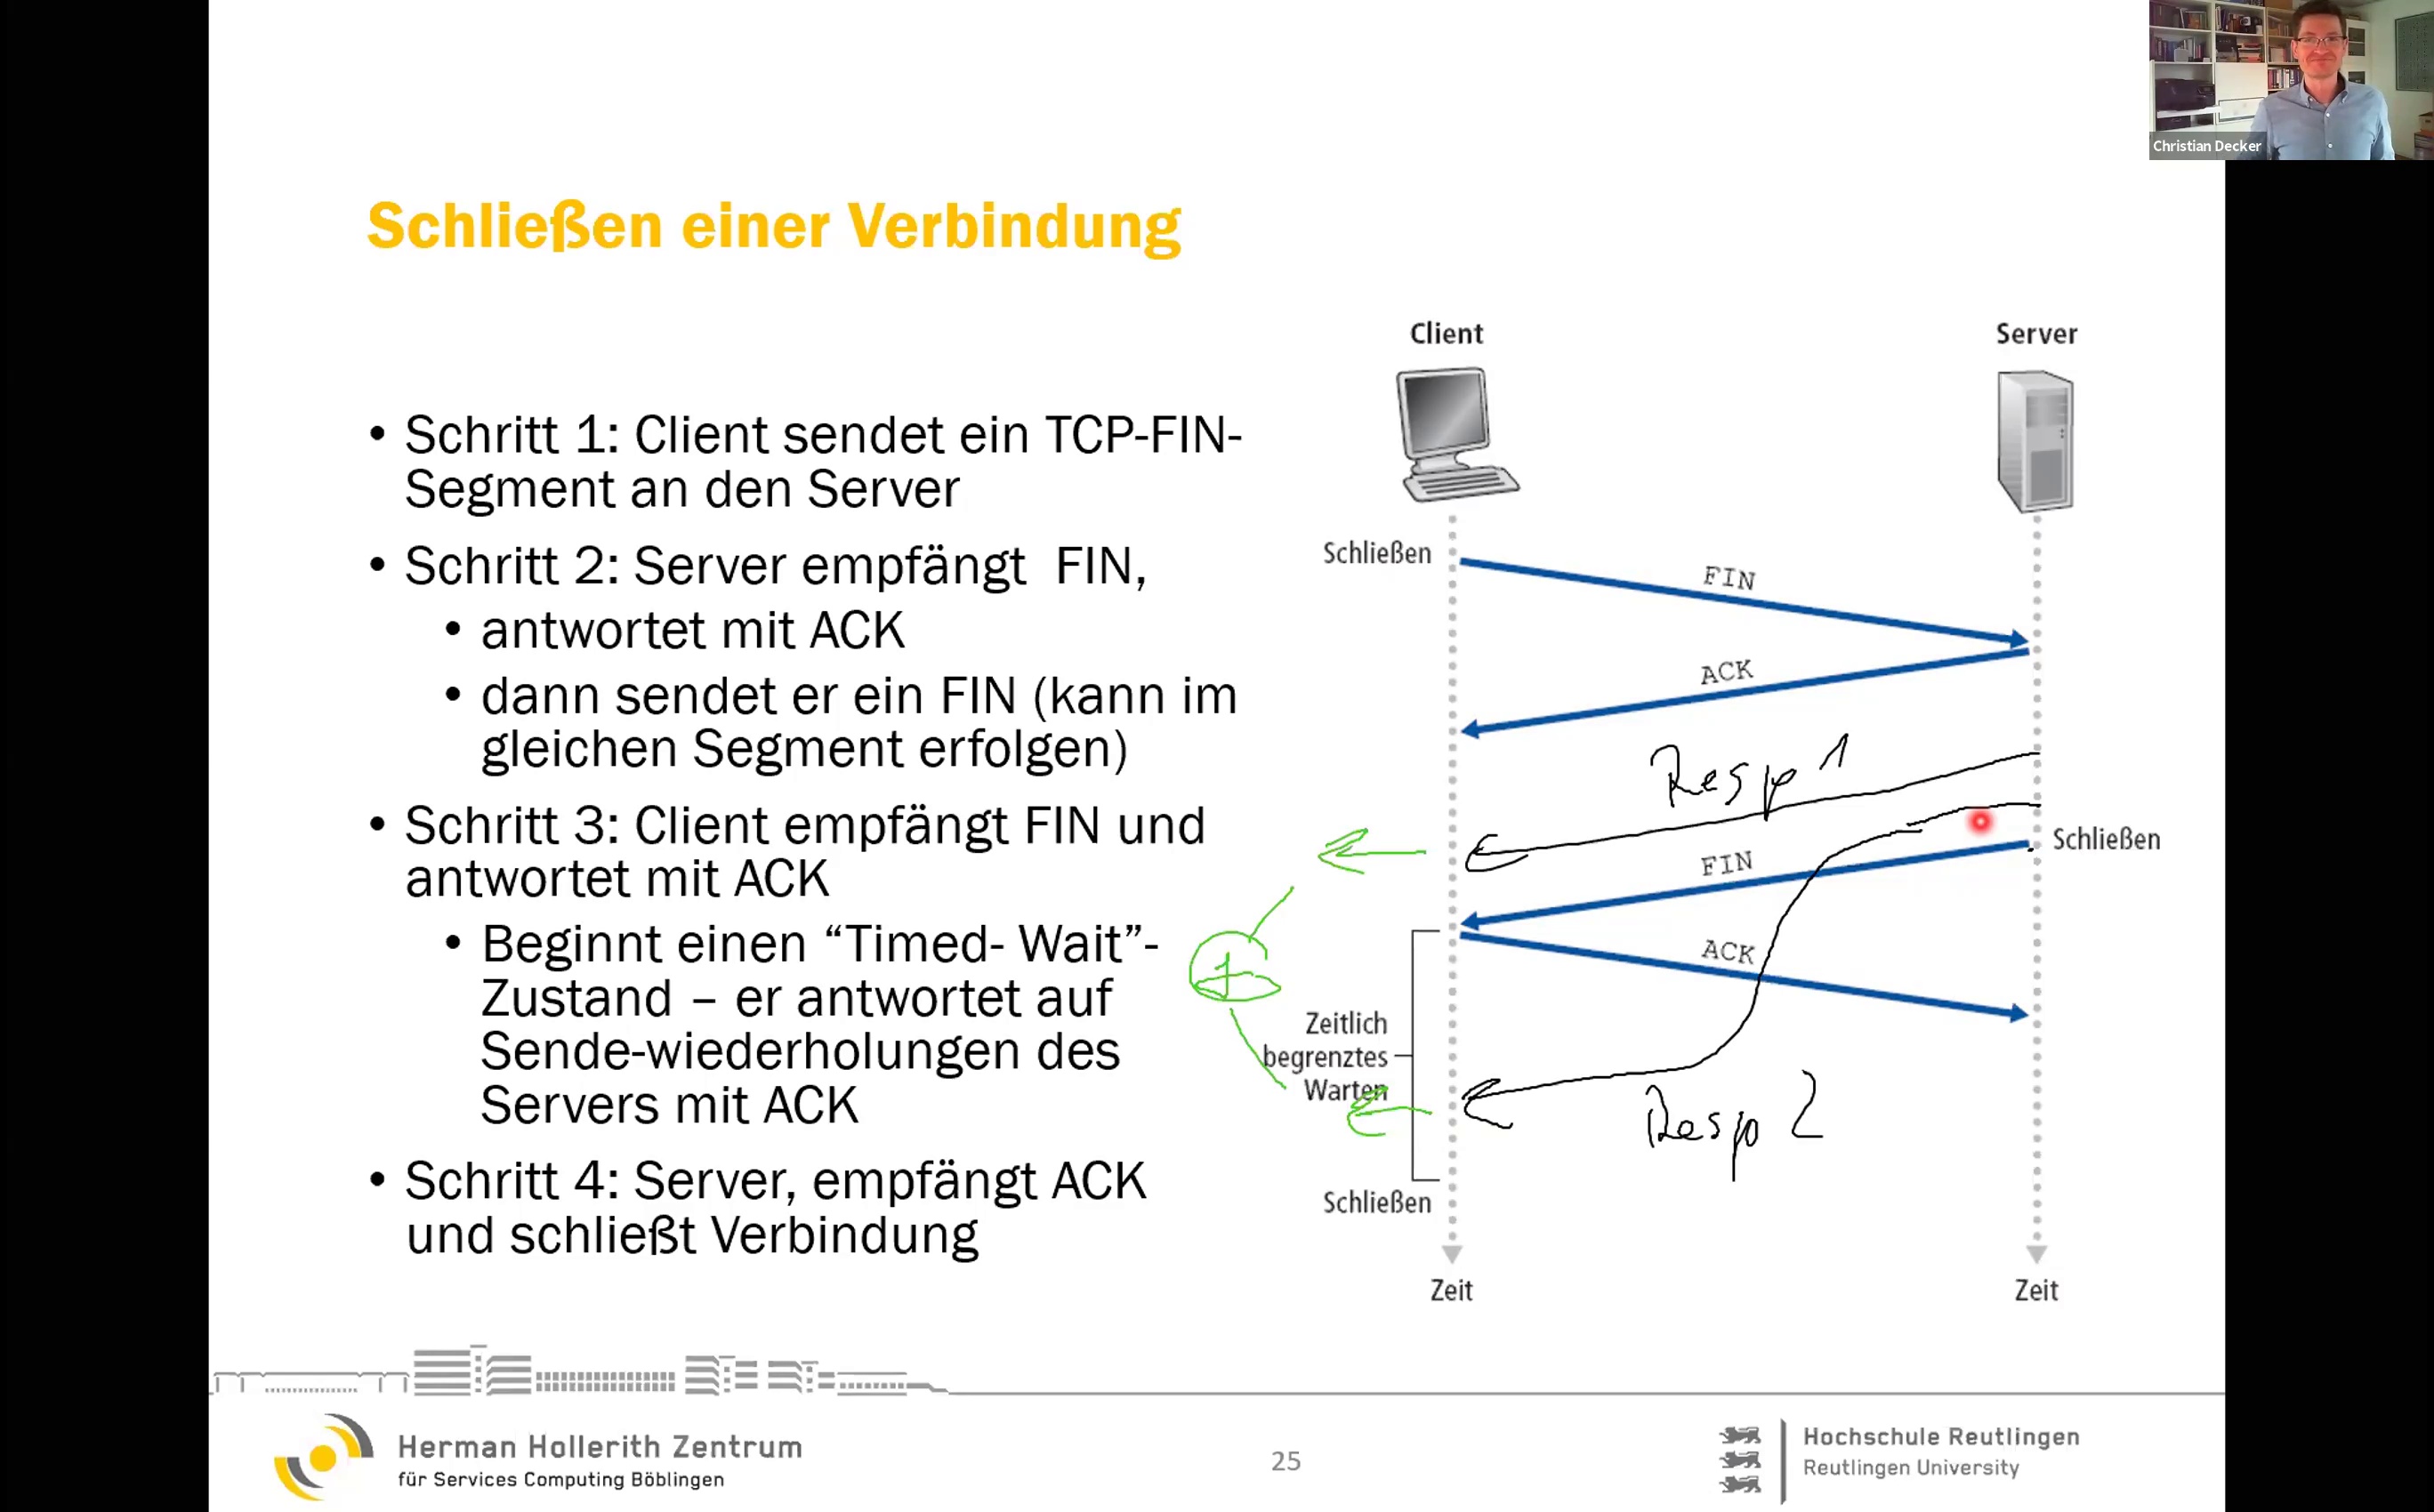 Christian Decker
Schließen einer Verbindung
• Schritt 1: Client sendet ein TCP-FIN-
Segment an den Server
• Schritt 2: Server empfängt FIN,
• antwortet mit ACK
• dann sendet er ein FIN (kann im
gleichen Segment erfolgen)
• Schritt 3: Client empfängt FIN und
antwortet mit ACK
• Beginnt einen “Timed- Wait”-
Zustand – er antwortet auf
Sende-wiederholungen des
Servers mit ACK
• Schritt 4: Server, empfängt ACK
und schließt Verbindung
Client
Server
Schließen
FIN
ACK
Resp 1
Schließen
FIN
ACK
Zeitlich
begrenztes
Warten
Resp 2
Schließen
Zeit
Zeit
Herman Hollerith Zentrum
für Services Computing Böblingen
25
Hochschule Reutlingen
Reutlingen University